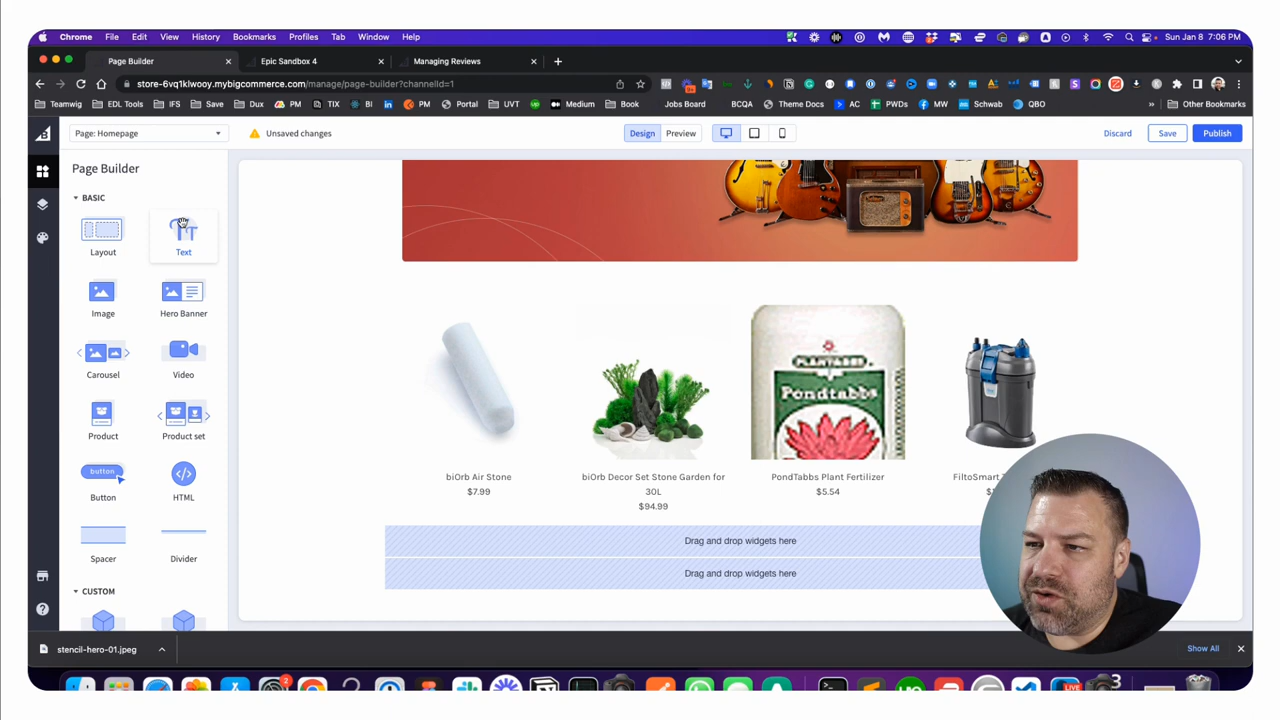 Chrome File Edit View History Bookmarks Profiles Tab Window Help
Sun Jan 8 7:06 PM
Page Builder
Epic Sandbox 4
Managing Reviews
store-6vq1klwooy.mybigcommerce.com/manage/page-builder?channelId=1
Teamwig EDL Tools IFS Save Dux PM TIX BI PM Portal UVT Medium Book Jobs Board BCQA Theme Docs AC PWDs MW Schwab QBO Other Bookmarks
Page: Homepage
Unsaved changes
Design Preview
Discard
Save
Publish
Page Builder
BASIC
Layout
Text
Image
Hero Banner
Carousel
Video
Product
Product set
button
Button
HTML
Spacer
Divider
CUSTOM
PLANTABBS
Pondtabbs
biOrb Air Stone
$7.99
biOrb Decor Set Stone Garden for
30L
$94.99
PondTabbs Plant Fertilizer
$5.54
FiltoSmart
Drag and drop widgets here
Drag and drop widgets here
stencil-hero-01.jpeg
Show All